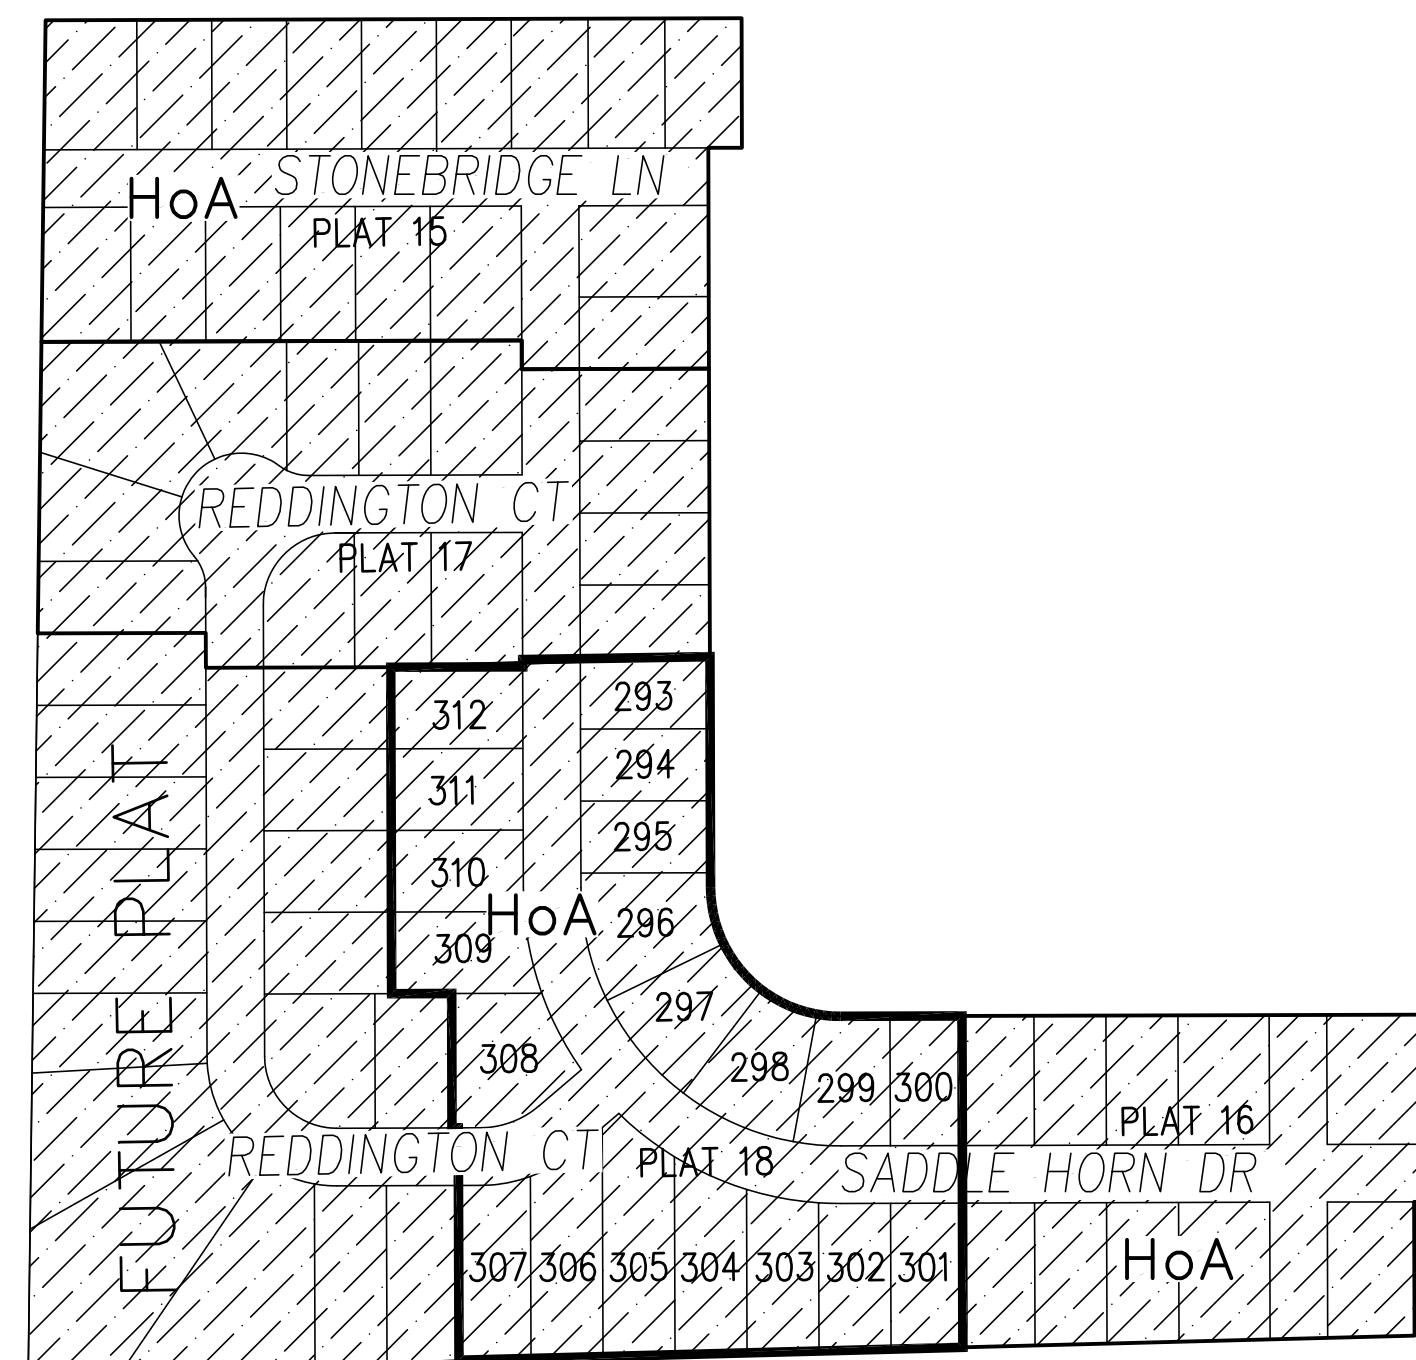 STONEBRIDGE LN
HoA
PLAT 15
REDDINGTON CT
PLAT 17
312
293
311
294
295
310
HoA
296
309
297
308
298
299
300
FUTURE PLAT
REDDINGTON CT
PLAT 18
PLAT 16
SADDLE HORN DR
307
306
305
304
303
302
301
HoA